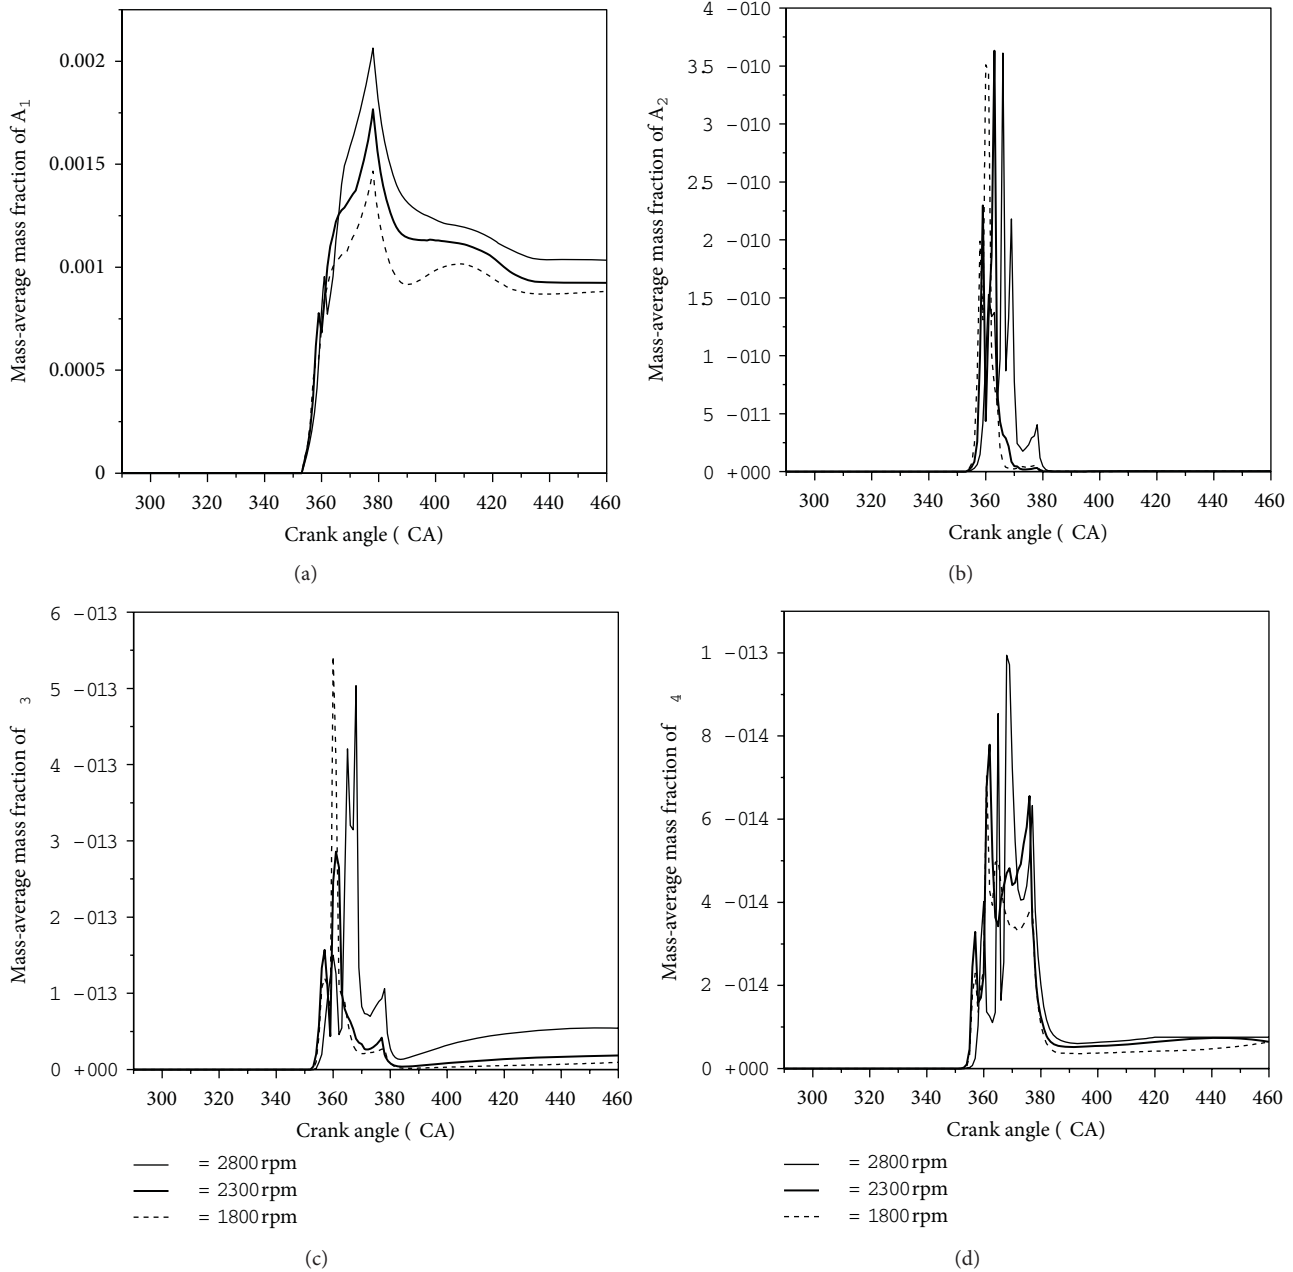 Mass-average mass fraction of A1
0.002
0.0015
0.001
0.0005
0
300 320 340 360 380 400 420 440 460
Crank angle ( CA)
(a)
Mass-average mass fraction of A2
4 −010
3.5 −010
3 −010
2.5 −010
2 −010
1.5 −010
1 −010
5 −011
0 +000
300 320 340 360 380 400 420 440 460
Crank angle ( CA)
(b)
Mass-average mass fraction of 3
6 −013
5 −013
4 −013
3 −013
2 −013
1 −013
0 +000
300 320 340 360 380 400 420 440 460
Crank angle ( CA)
= 2800 rpm
= 2300 rpm
= 1800 rpm
(c)
Mass-average mass fraction of 4
1 −013
8 −014
6 −014
4 −014
2 −014
0 +000
300 320 340 360 380 400 420 440 460
Crank angle ( CA)
= 2800 rpm
= 2300 rpm
= 1800 rpm
(d)